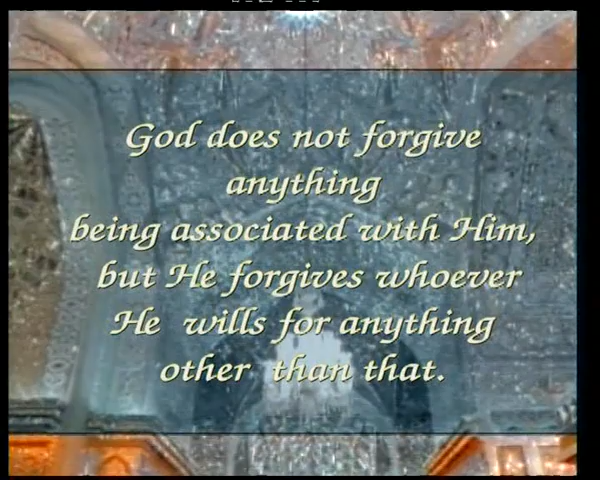 God does not forgive
anything
being associated with Him,
but He forgives whoever
He wills for anything
other than that.